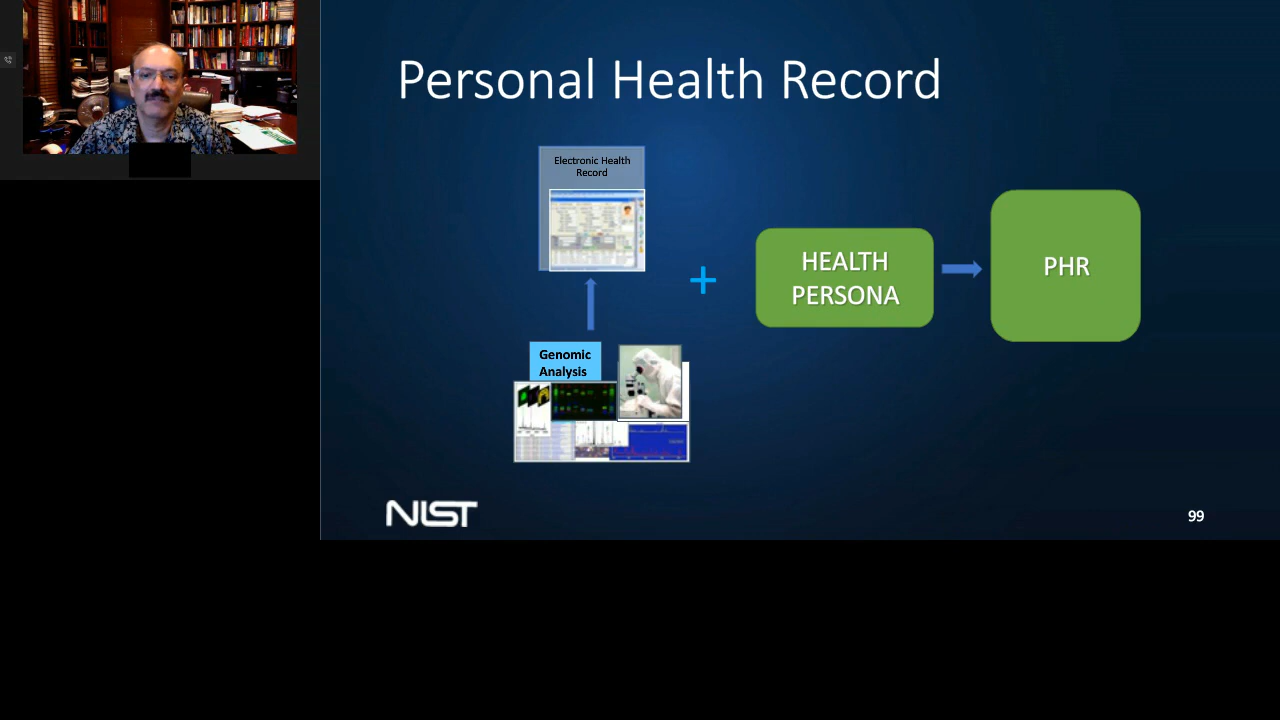 Personal Health Record
Electronic Health
Record
+
HEALTH
PERSONA
PHR
Genomic
Analysis
NIST
99